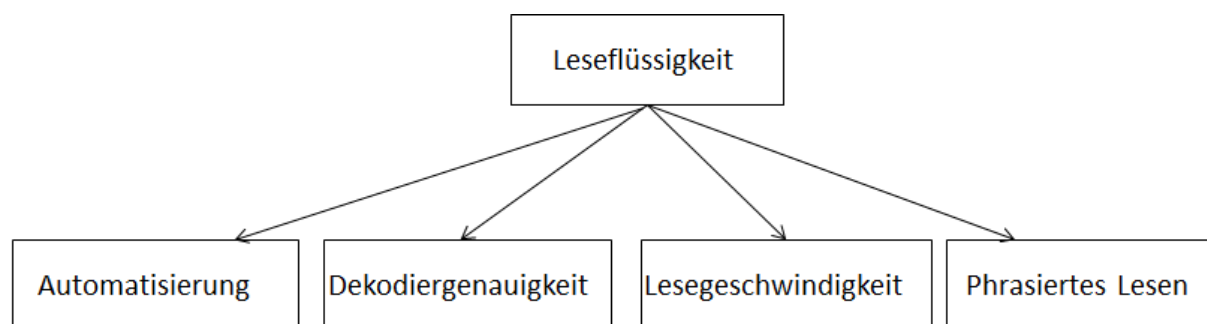 Leseflüssigkeit
Automatisierung
Dekodiergenauigkeit
Lesegeschwindigkeit
Phrasiertes Lesen